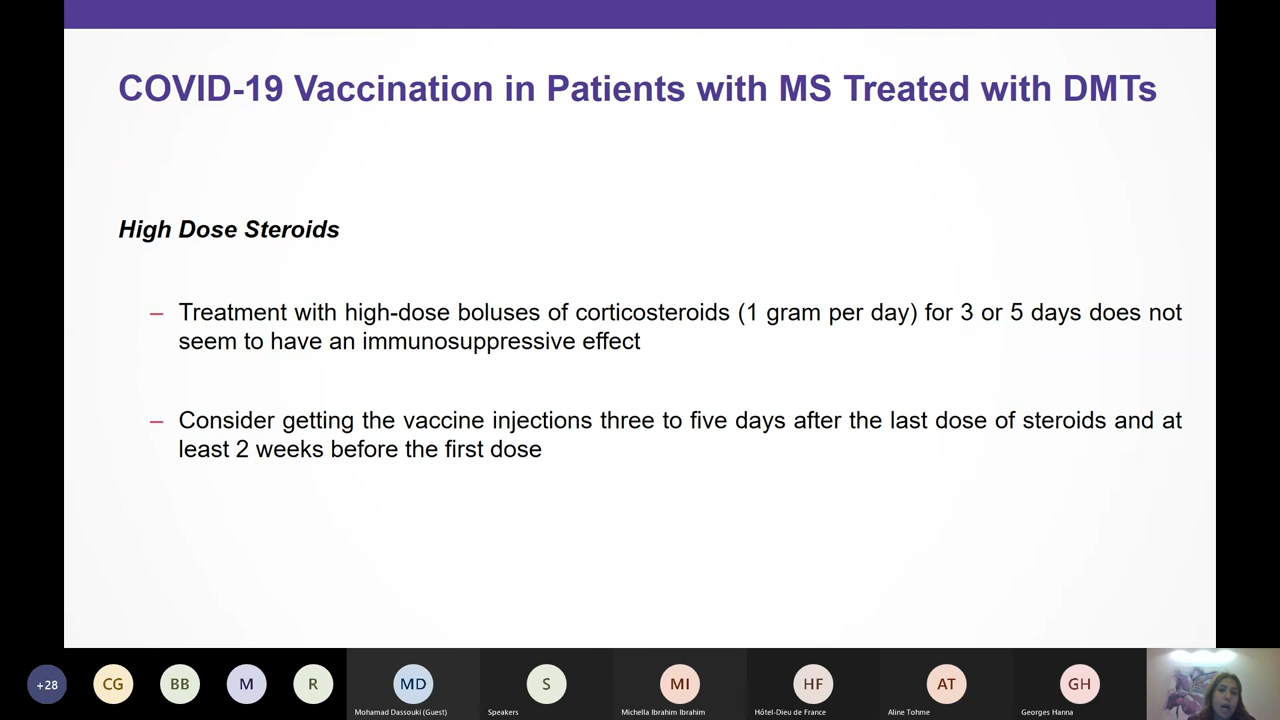 COVID-19 Vaccination in Patients with MS Treated with DMTs
High Dose Steroids
– Treatment with high-dose boluses of corticosteroids (1 gram per day) for 3 or 5 days does not
seem to have an immunosuppressive effect
– Consider getting the vaccine injections three to five days after the last dose of steroids and at
least 2 weeks before the first dose
+28
CG
BB
M
R
MD
S
MI
HF
AT
GH
Mohamad Dassouki (Guest)
Speakers
Michella Ibrahim Ibrahim
Hôtel-Dieu de France
Aline Tohme
Georges Hanna